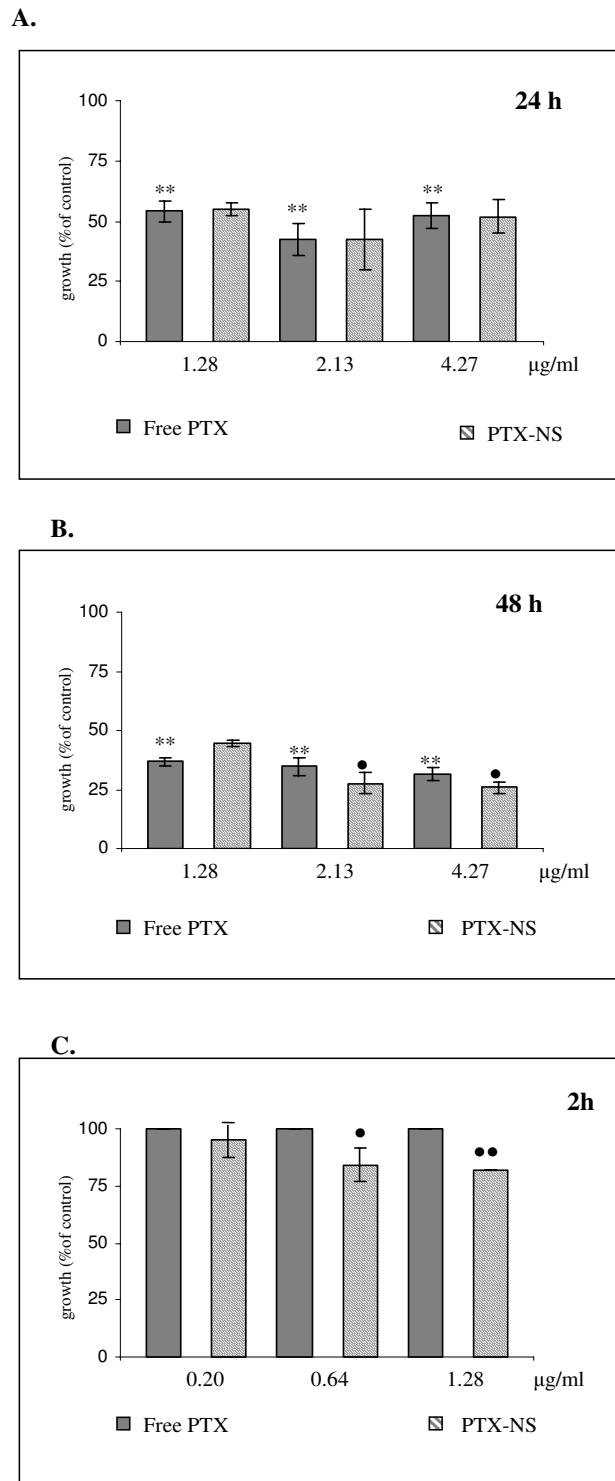 A.
24 h
100
75
50
25
0
growth (% of control)
** ** **
1.28 2.13 4.27 µg/ml
Free PTX PTX-NS
B.
48 h
100
75
50
25
0
growth (% of control)
** ** ● ** ●
1.28 2.13 4.27 µg/ml
Free PTX PTX-NS
C.
2h
100
75
50
25
0
growth (% of control)
● ●●
0.20 0.64 1.28 µg/ml
Free PTX PTX-NS